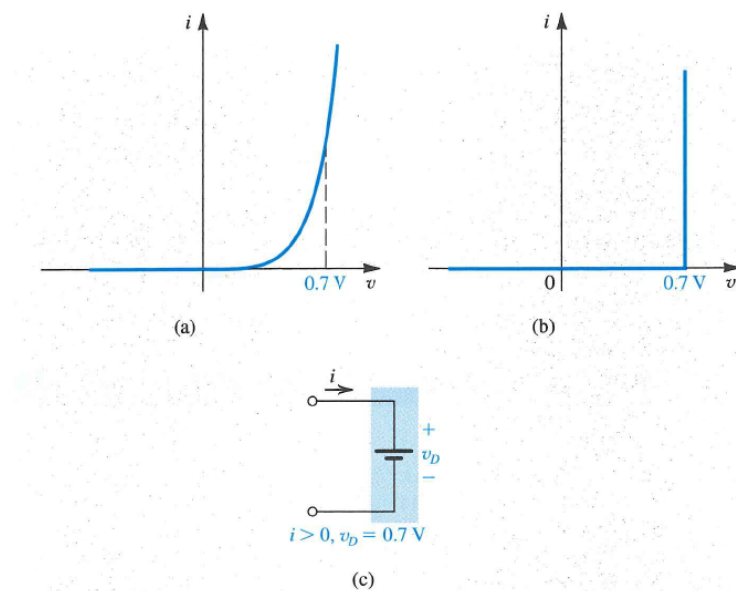 i
0.7 V
v
(a)
i
0
0.7 V
v
(b)
i
+
v_D
−
i > 0, v_D = 0.7 V
(c)